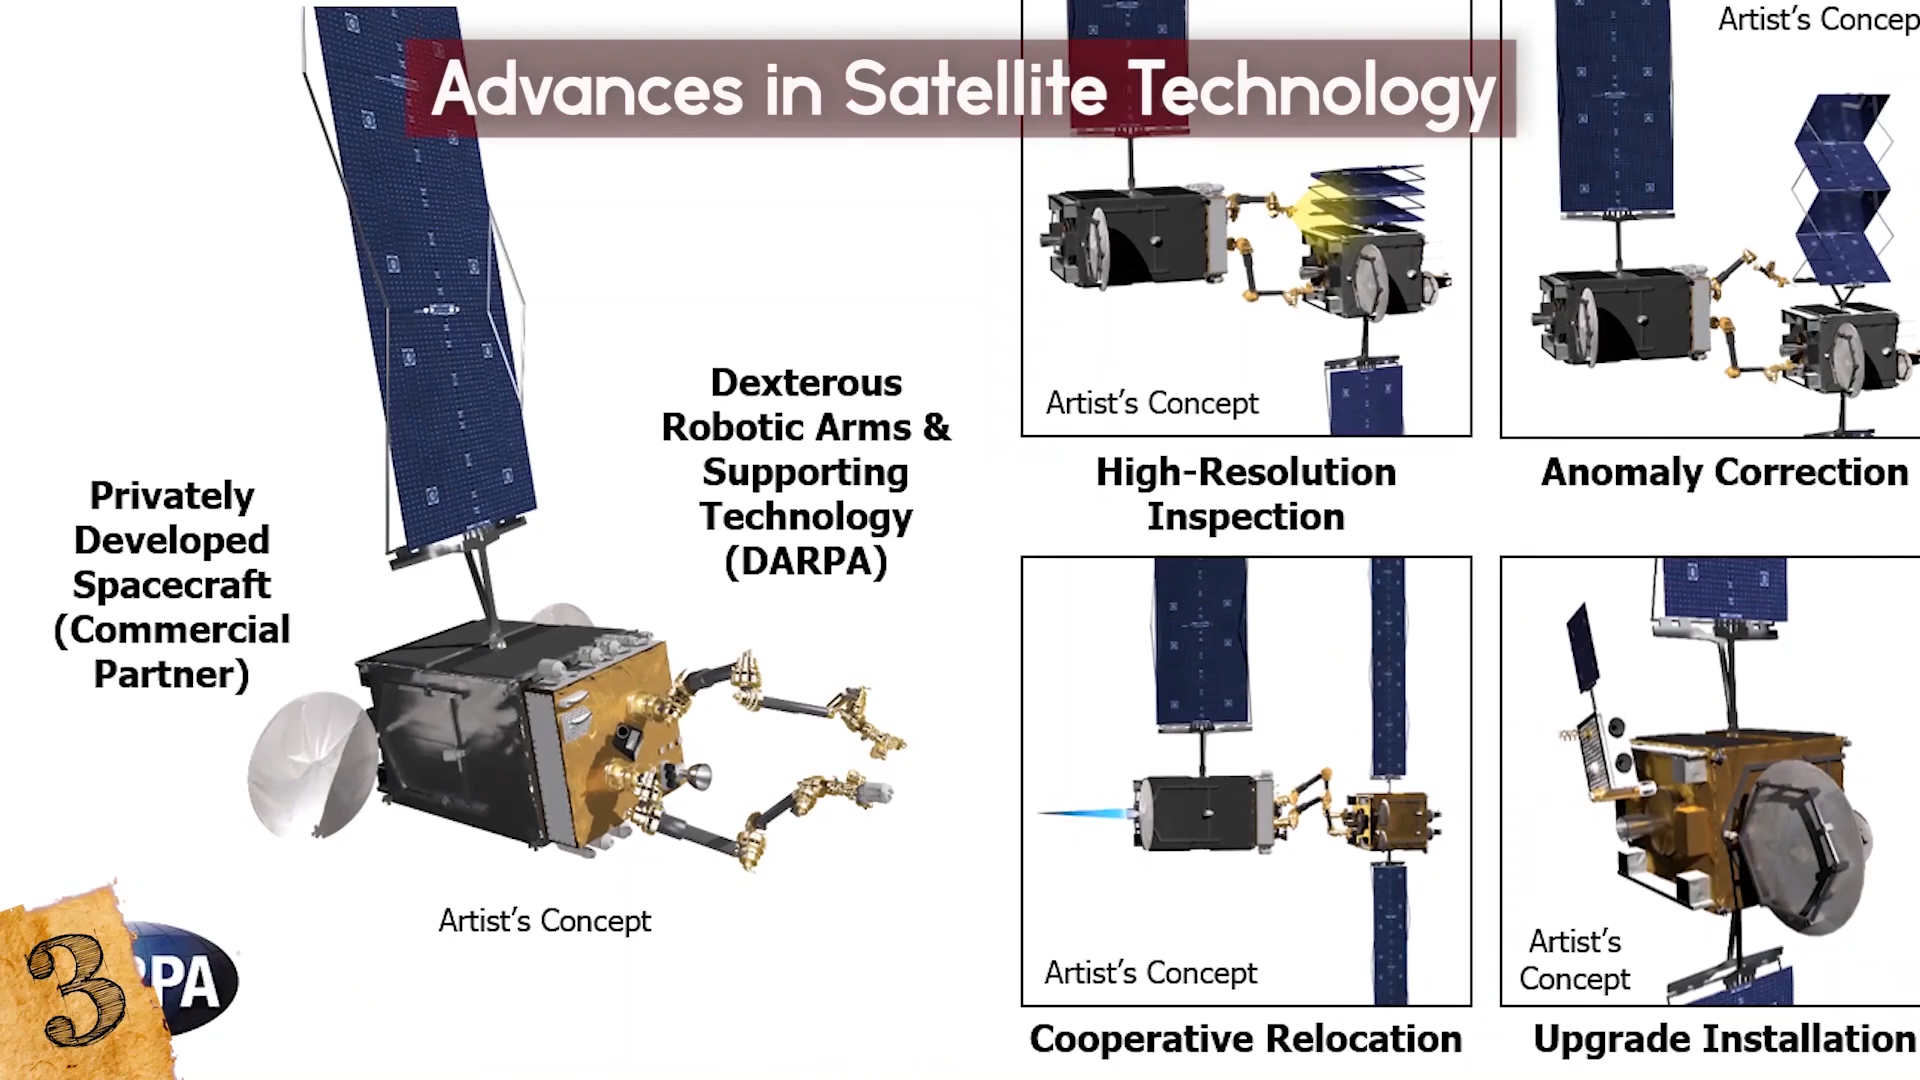 Advances in Satellite Technology
Privately
Developed
Spacecraft
(Commercial
Partner)
Dexterous
Robotic Arms &
Supporting
Technology
(DARPA)
Artist's Concept
3
PA
Artist's Concept
High-Resolution
Inspection
Artist's Concep
Anomaly Correction
Artist's Concept
Cooperative Relocation
Artist's
Concept
Upgrade Installation